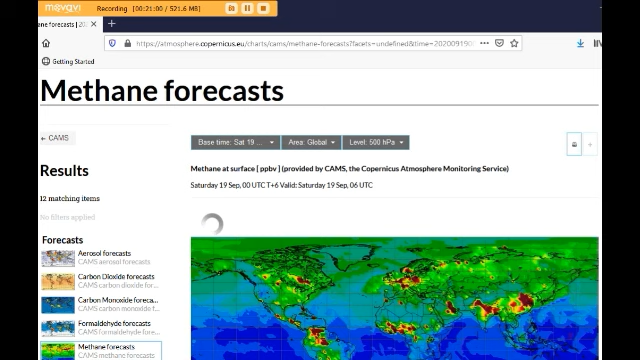 movavi
Recording: (00:21:00 / 521.6 MB)
ane forecasts | 20
https://atmosphere.copernicus.eu/charts/cams/methane-forecasts?facets=undefined&time=202009190
Getting Started
Methane forecasts
← CAMS
Base time: Sat 19 ...
Area: Global
Level: 500 hPa
Results
Methane at surface [ ppbv ] (provided by CAMS, the Copernicus Atmosphere Monitoring Service)
Saturday 19 Sep, 00 UTC T+6 Valid: Saturday 19 Sep, 06 UTC
12 matching items
No filters applied
Forecasts
Aerosol forecasts
CAMS aerosol forecasts
Carbon Dioxide forecasts
CAMS carbon dioxide for...
Carbon Monoxide foreca...
CAMS carbon monoxide f...
Formaldehyde forecasts
CAMS formaldehyde fore...
Methane forecasts
CAMS methane forecasts